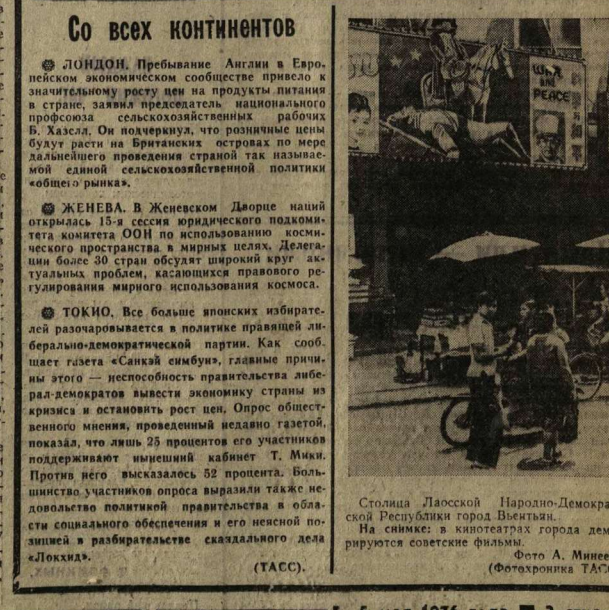 Со всех континентов
ЛОНДОН. Пребывание Англии в Евро-
пейском экономическом сообществе привело к
значительному росту цен на продукты питания
в стране, заявил председатель национального
профсоюза сельскохозяйственных рабочих
Б. Хазелл. Он подчеркнул, что розничные цены
будут расти на Британских островах по мере
дальнейшего проведения страной так называе-
мой единой сельскохозяйственной политики
«общего рынка».
ЖЕНЕВА. В Женевском Дворце наций
открылась 15-я сессия юридического подкоми-
тета комитета ООН по использованию косми-
ческого пространства в мирных целях. Делега-
ции более 30 стран обсудят широкий круг ак-
туальных проблем, касающихся правового ре-
гулирования мирного использования космоса.
ТОКИО. Все больше японских избирате-
лей разочаровывается в политике правящей ли-
берально-демократической партии. Как сооб-
щает газета «Санкэй симбун», главные причи-
ны этого — неспособность правительства либе-
рал-демократов вывести экономику страны из
кризиса и остановить рост цен. Опрос общест-
венного мнения, проведенный недавно газетой,
показал, что лишь 25 процентов его участников
поддерживают нынешний кабинет Т. Мики.
Против него высказалось 52 процента. Боль-
шинство участников опроса выразили также не-
довольство политикой правительства в обла-
сти социального обеспечения и его неясной по-
зицией в разбирательстве скандального дела
«Локхид».
(ТАСС).
WAR
AND
PEACE
Столица Лаосской Народно-Демокра
ской Республики город Вьентьян.
На снимке: в кинотеатрах города дем
рируются советские фильмы.
Фото А. Минее
(Фотохроника ТАС